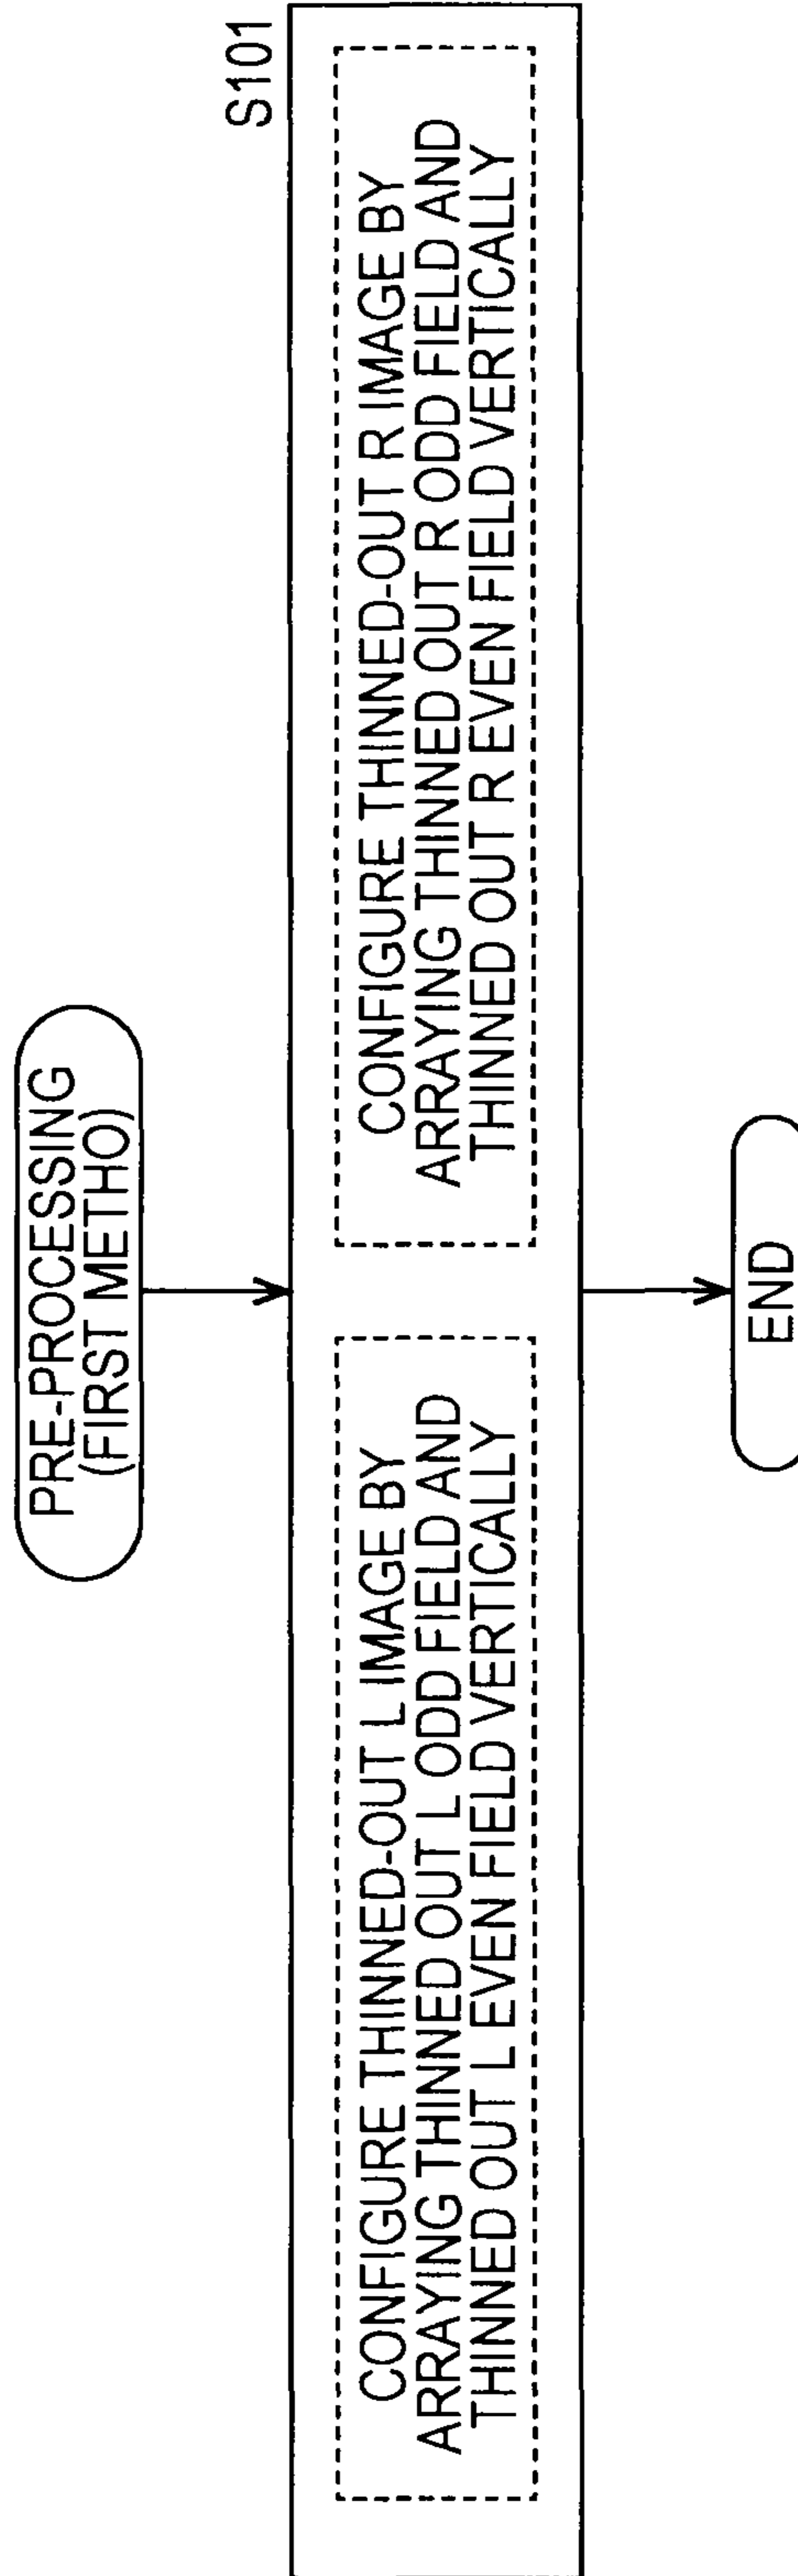 PRE-PROCESSING
(FIRST METHO)
S101
CONFIGURE THINNED-OUT L IMAGE BY
ARRAYING THINNED OUT L ODD FIELD AND
THINNED OUT L EVEN FIELD VERTICALLY
CONFIGURE THINNED-OUT R IMAGE BY
ARRAYING THINNED OUT R ODD FIELD AND
THINNED OUT R EVEN FIELD VERTICALLY
END